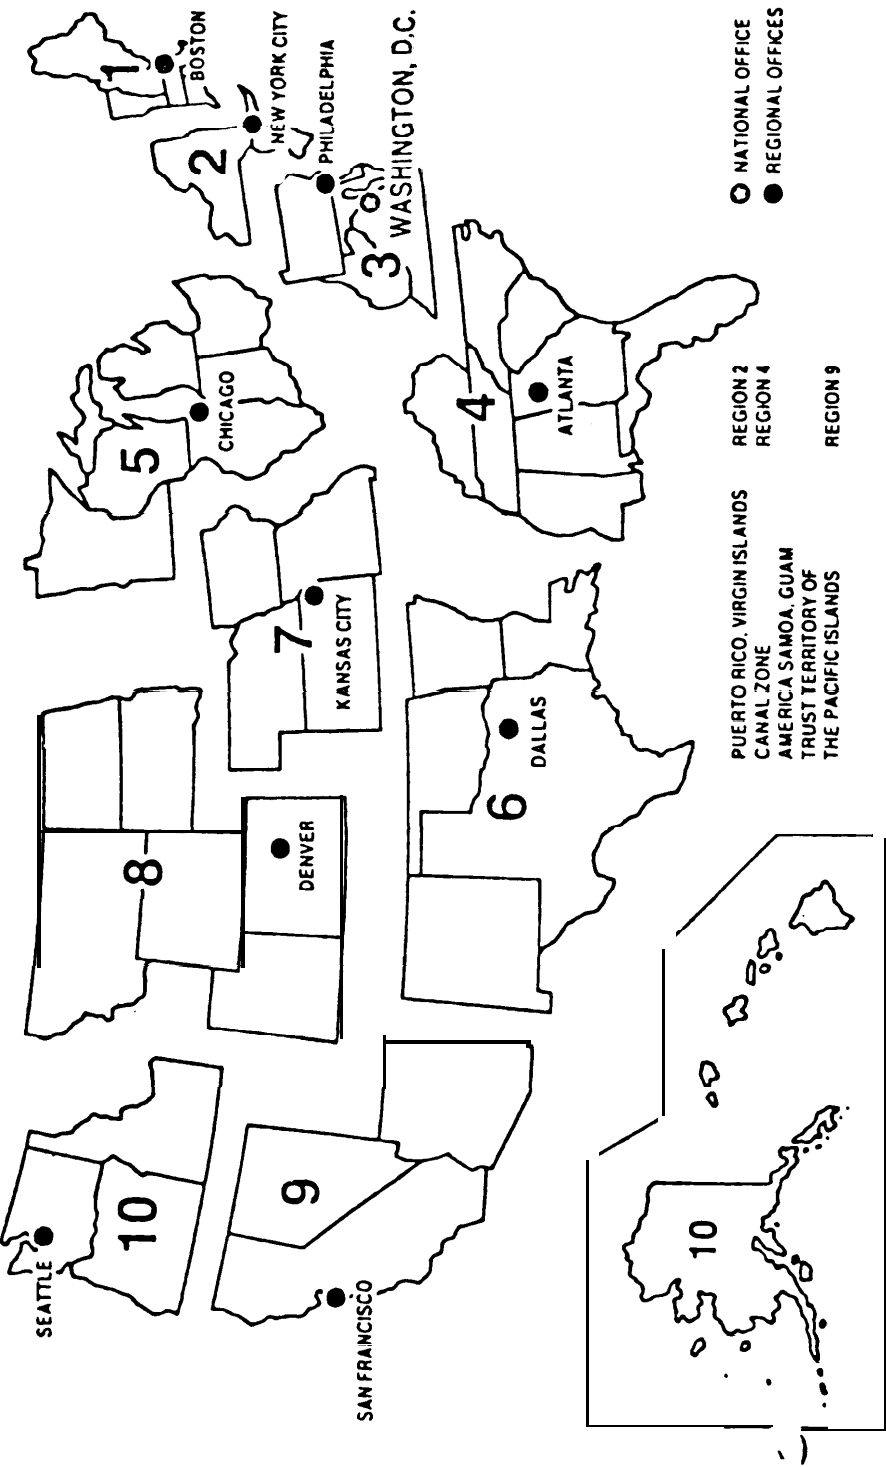 SEATTLE
10
SAN FRANCISCO
9
8
DENVER
7
KANSAS CITY
6
DALLAS
5
CHICAGO
4
ATLANTA
3
WASHINGTON, D.C.
PHILADELPHIA
2
NEW YORK CITY
1
BOSTON
10
PUERTO RICO, VIRGIN ISLANDS REGION 2
CANAL ZONE REGION 4
AMERICA SAMOA, GUAM
TRUST TERRITORY OF
THE PACIFIC ISLANDS REGION 9
NATIONAL OFFICE
REGIONAL OFFICES